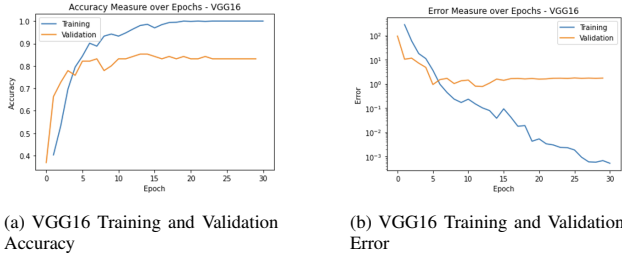 Accuracy Measure over Epochs - VGG16
Training
Validation
1.0
0.9
0.8
0.7
0.6
0.5
0.4
Accuracy
0 5 10 15 20 25 30
Epoch
(a) VGG16 Training and Validation
Accuracy
Error Measure over Epochs - VGG16
Training
Validation
10²
10¹
10⁰
10⁻¹
10⁻²
10⁻³
Error
0 5 10 15 20 25 30
Epoch
(b) VGG16 Training and Validation
Error